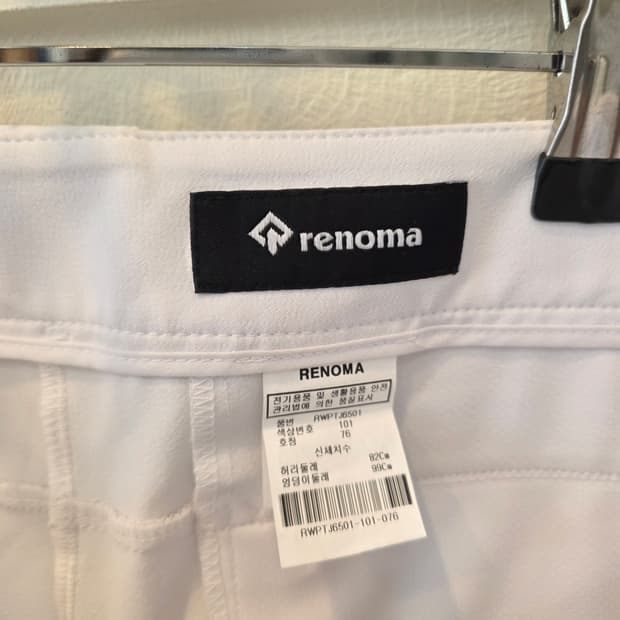 renoma
RENOMA
전기용품 및 생활용품 안전
관리법에 의한 품질표시
품번 RWPTJ6501
색상번호 101
호칭 76
신체치수
허리둘레 82Cm
엉덩이둘레 99Cm
RWPTJ6501-101-076